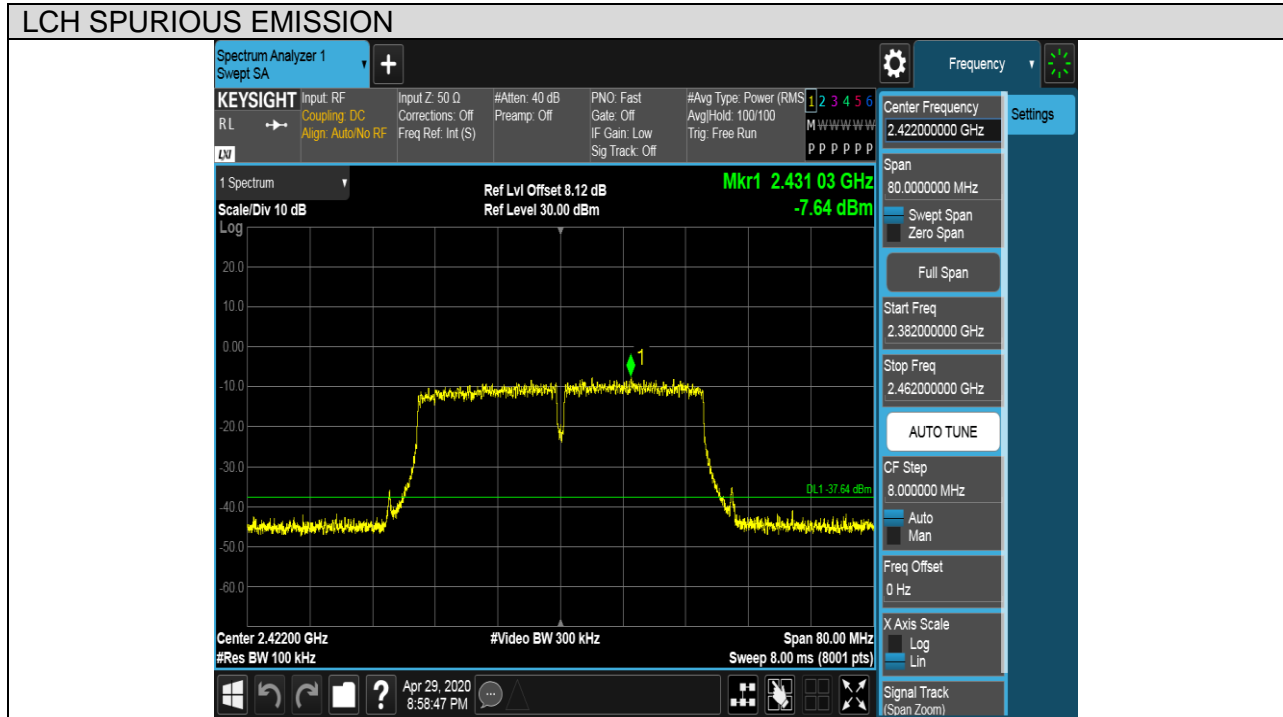 LCH SPURIOUS EMISSION
Spectrum Analyzer 1
Swept SA
+
Frequency
KEYSIGHT
RL
LXI
Input: RF
Coupling: DC
Align: Auto/No RF
Input Z: 50 Ω
Corrections: Off
Freq Ref: Int (S)
#Atten: 40 dB
Preamp: Off
PNO: Fast
Gate: Off
IF Gain: Low
Sig Track: Off
#Avg Type: Power (RMS
Avg|Hold: 100/100
Trig: Free Run
1 2 3 4 5 6
M W W W W W
P P P P P P
1 Spectrum
Scale/Div 10 dB
Ref Lvl Offset 8.12 dB
Ref Level 30.00 dBm
Mkr1 2.431 03 GHz
-7.64 dBm
Log
20.0
10.0
0.00
-10.0
-20.0
-30.0
-40.0
-50.0
-60.0
1
DL1 -37.64 dBm
Center 2.42200 GHz
#Res BW 100 kHz
#Video BW 300 kHz
Span 80.00 MHz
Sweep 8.00 ms (8001 pts)
Apr 29, 2020
8:58:47 PM
?
Center Frequency
2.422000000 GHz
Settings
Span
80.0000000 MHz
Swept Span
Zero Span
Full Span
Start Freq
2.382000000 GHz
Stop Freq
2.462000000 GHz
AUTO TUNE
CF Step
8.000000 MHz
Auto
Man
Freq Offset
0 Hz
X Axis Scale
Log
Lin
Signal Track
(Span Zoom)